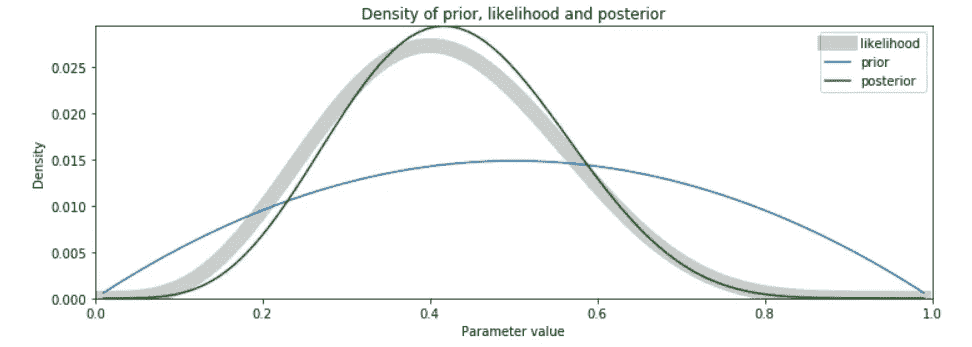 Density of prior, likelihood and posterior
likelihood
prior
posterior
Density
0.025
0.020
0.015
0.010
0.005
0.000
0.0 0.2 0.4 0.6 0.8 1.0
Parameter value